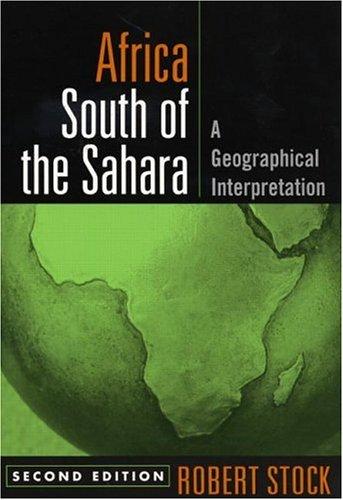 Africa
South of
the Sahara
A
Geographical
Interpretation
SECOND EDITION
ROBERT STOCK